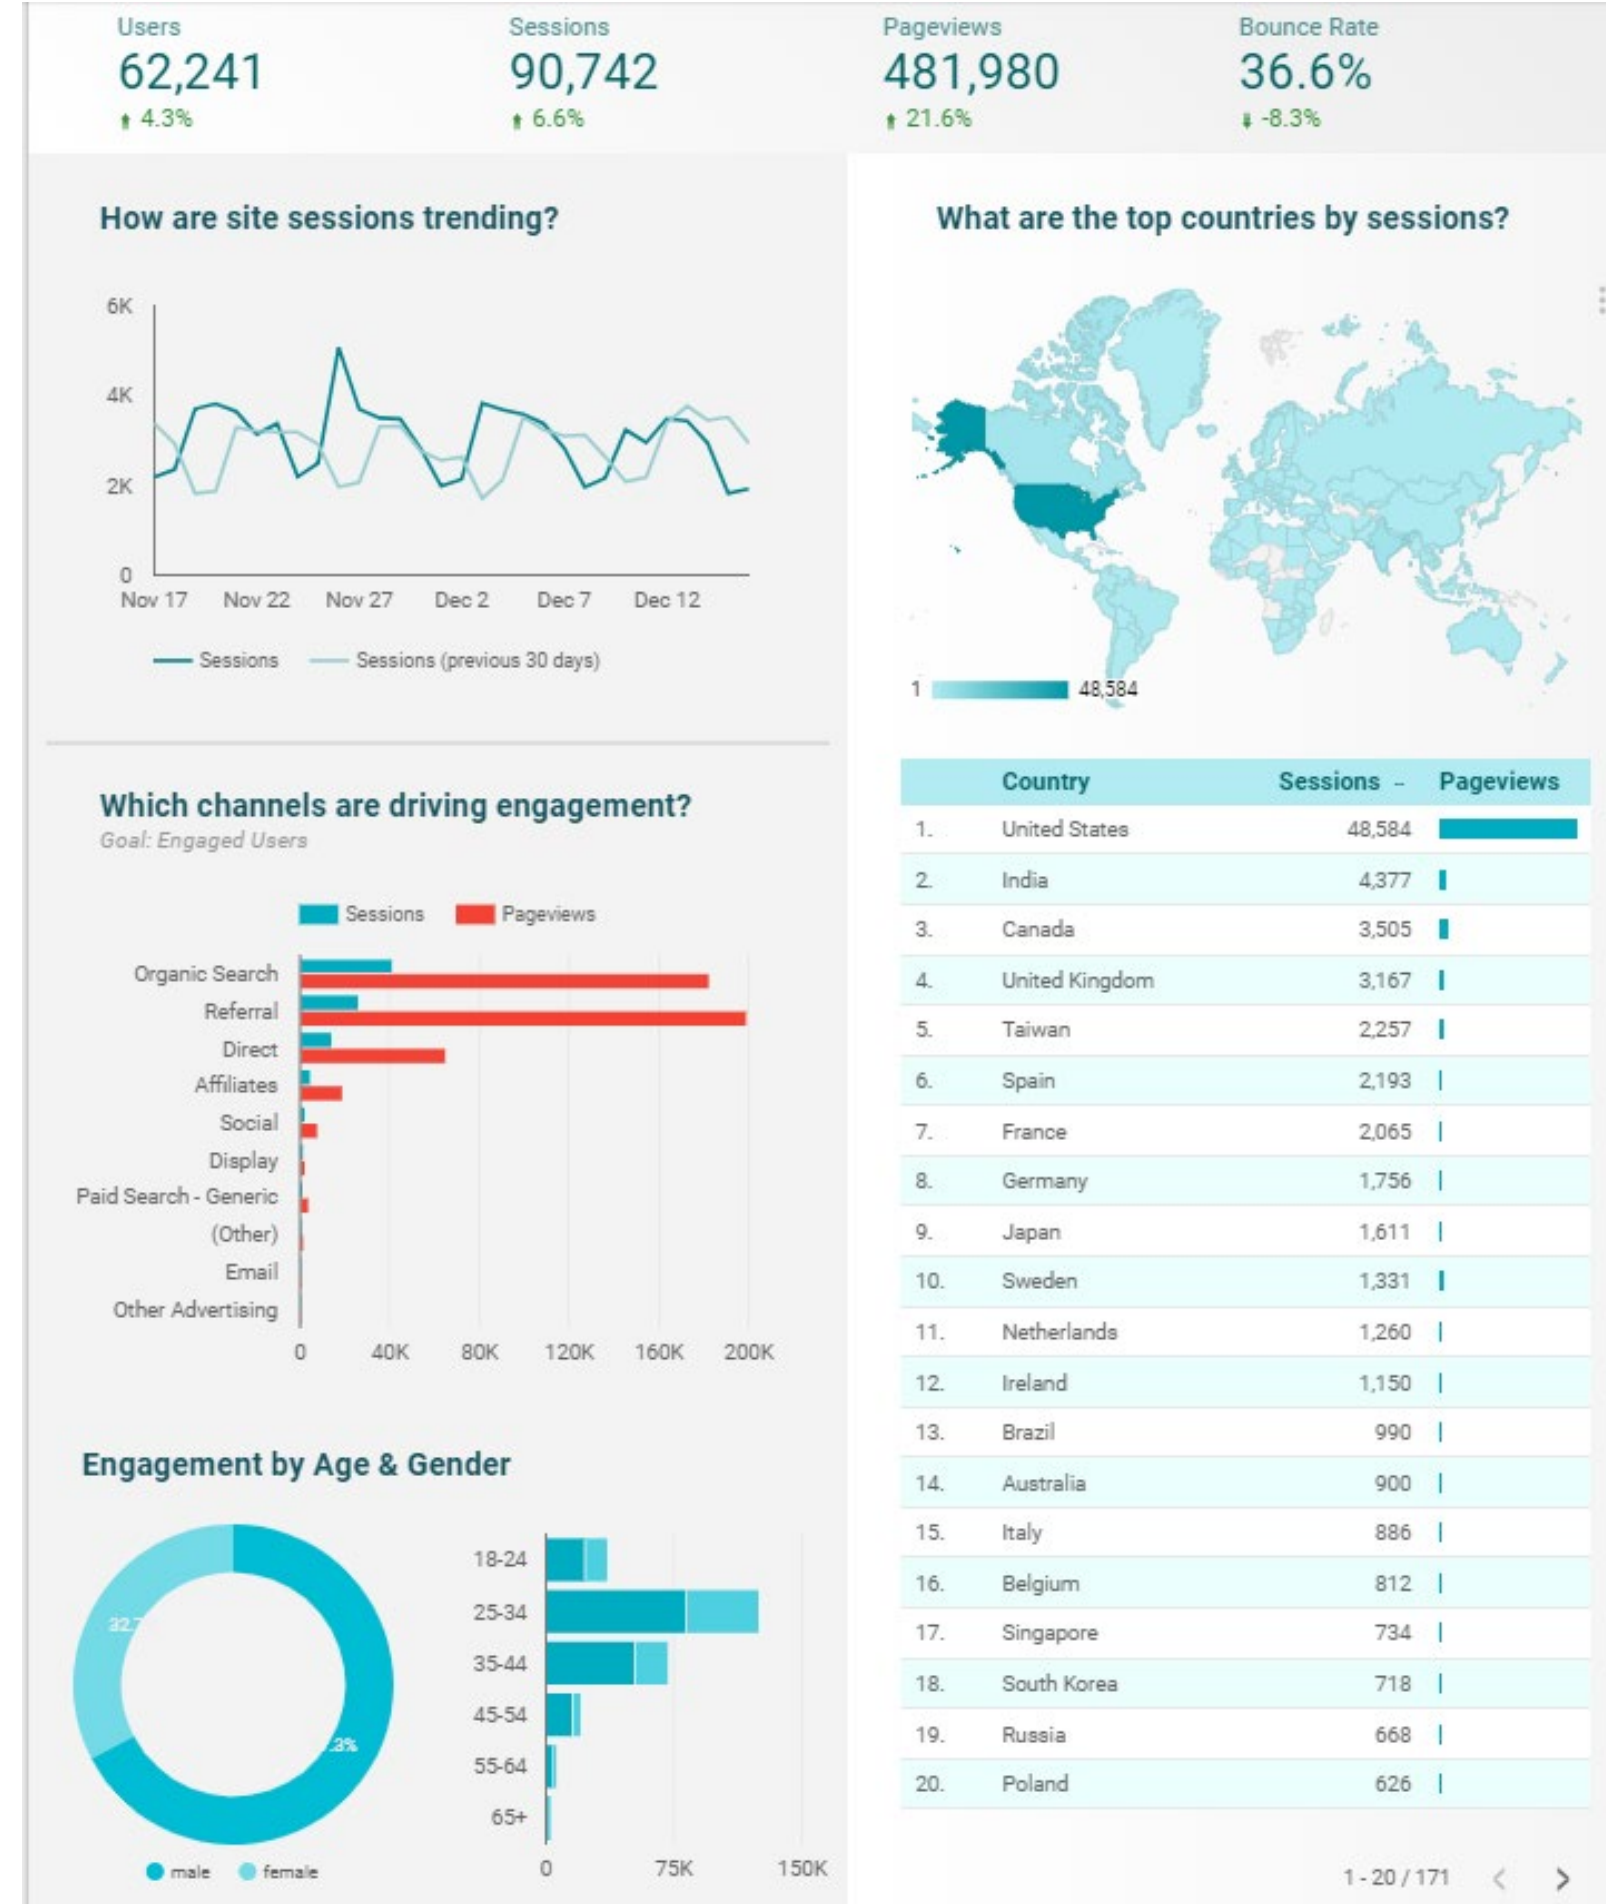 Users
62,241
4.3%
Sessions
90,742
6.6%
Pageviews
481,980
21.6%
Bounce Rate
36.6%
-8.3%
How are site sessions trending?
6K
4K
2K
0
Nov 17 Nov 22 Nov 27 Dec 2 Dec 7 Dec 12
Sessions Sessions (previous 30 days)
What are the top countries by sessions?
1 48,584
Which channels are driving engagement?
Goal: Engaged Users
Sessions Pageviews
Organic Search
Referral
Direct
Affiliates
Social
Display
Paid Search - Generic
(Other)
Email
Other Advertising
0 40K 80K 120K 160K 200K
Engagement by Age & Gender
32.7
.3%
male female
18-24
25-34
35-44
45-54
55-64
65+
0 75K 150K
Country Sessions Pageviews
1. United States 48,584
2. India 4,377
3. Canada 3,505
4. United Kingdom 3,167
5. Taiwan 2,257
6. Spain 2,193
7. France 2,065
8. Germany 1,756
9. Japan 1,611
10. Sweden 1,331
11. Netherlands 1,260
12. Ireland 1,150
13. Brazil 990
14. Australia 900
15. Italy 886
16. Belgium 812
17. Singapore 734
18. South Korea 718
19. Russia 668
20. Poland 626
1 - 20 / 171